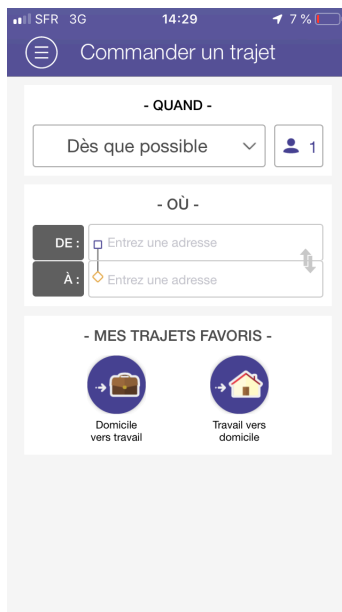 SFR 3G 14:29 7 %
Commander un trajet
- QUAND -
Dès que possible 1
- OÙ -
DE : Entrez une adresse
À : Entrez une adresse
- MES TRAJETS FAVORIS -
Domicile Travail vers
vers travail domicile